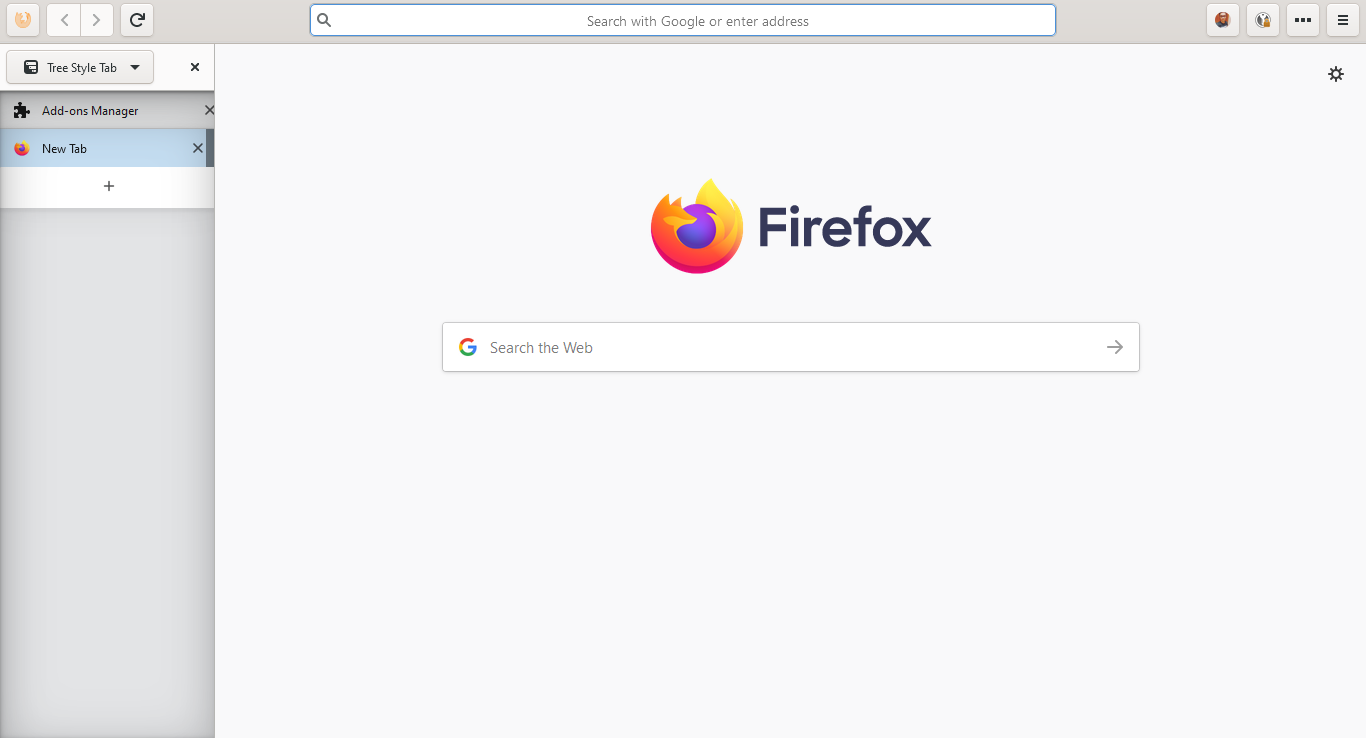 Search with Google or enter address
Tree Style Tab
Add-ons Manager
New Tab
Firefox
Search the Web